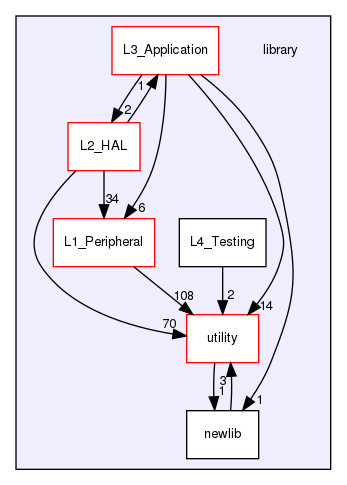 L3_Application
library
1
2
L2_HAL
34
6
L1_Peripheral
L4_Testing
108
2
14
70
utility
3
1
1
newlib